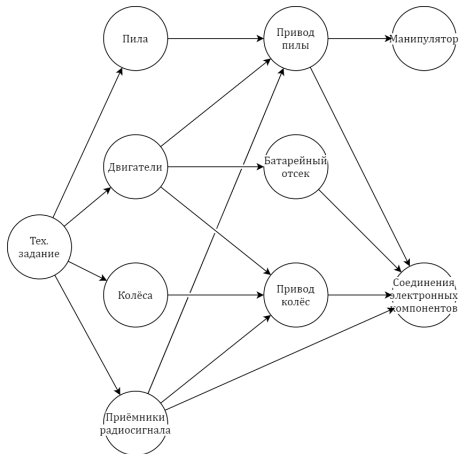 Пила
Привод
пилы
Манипулятор
Двигатели
Батарейный
отсек
Тех.
задание
Колёса
Привод
колёс
Соединения
электронных
компонентов
Приёмники
радиосигнала